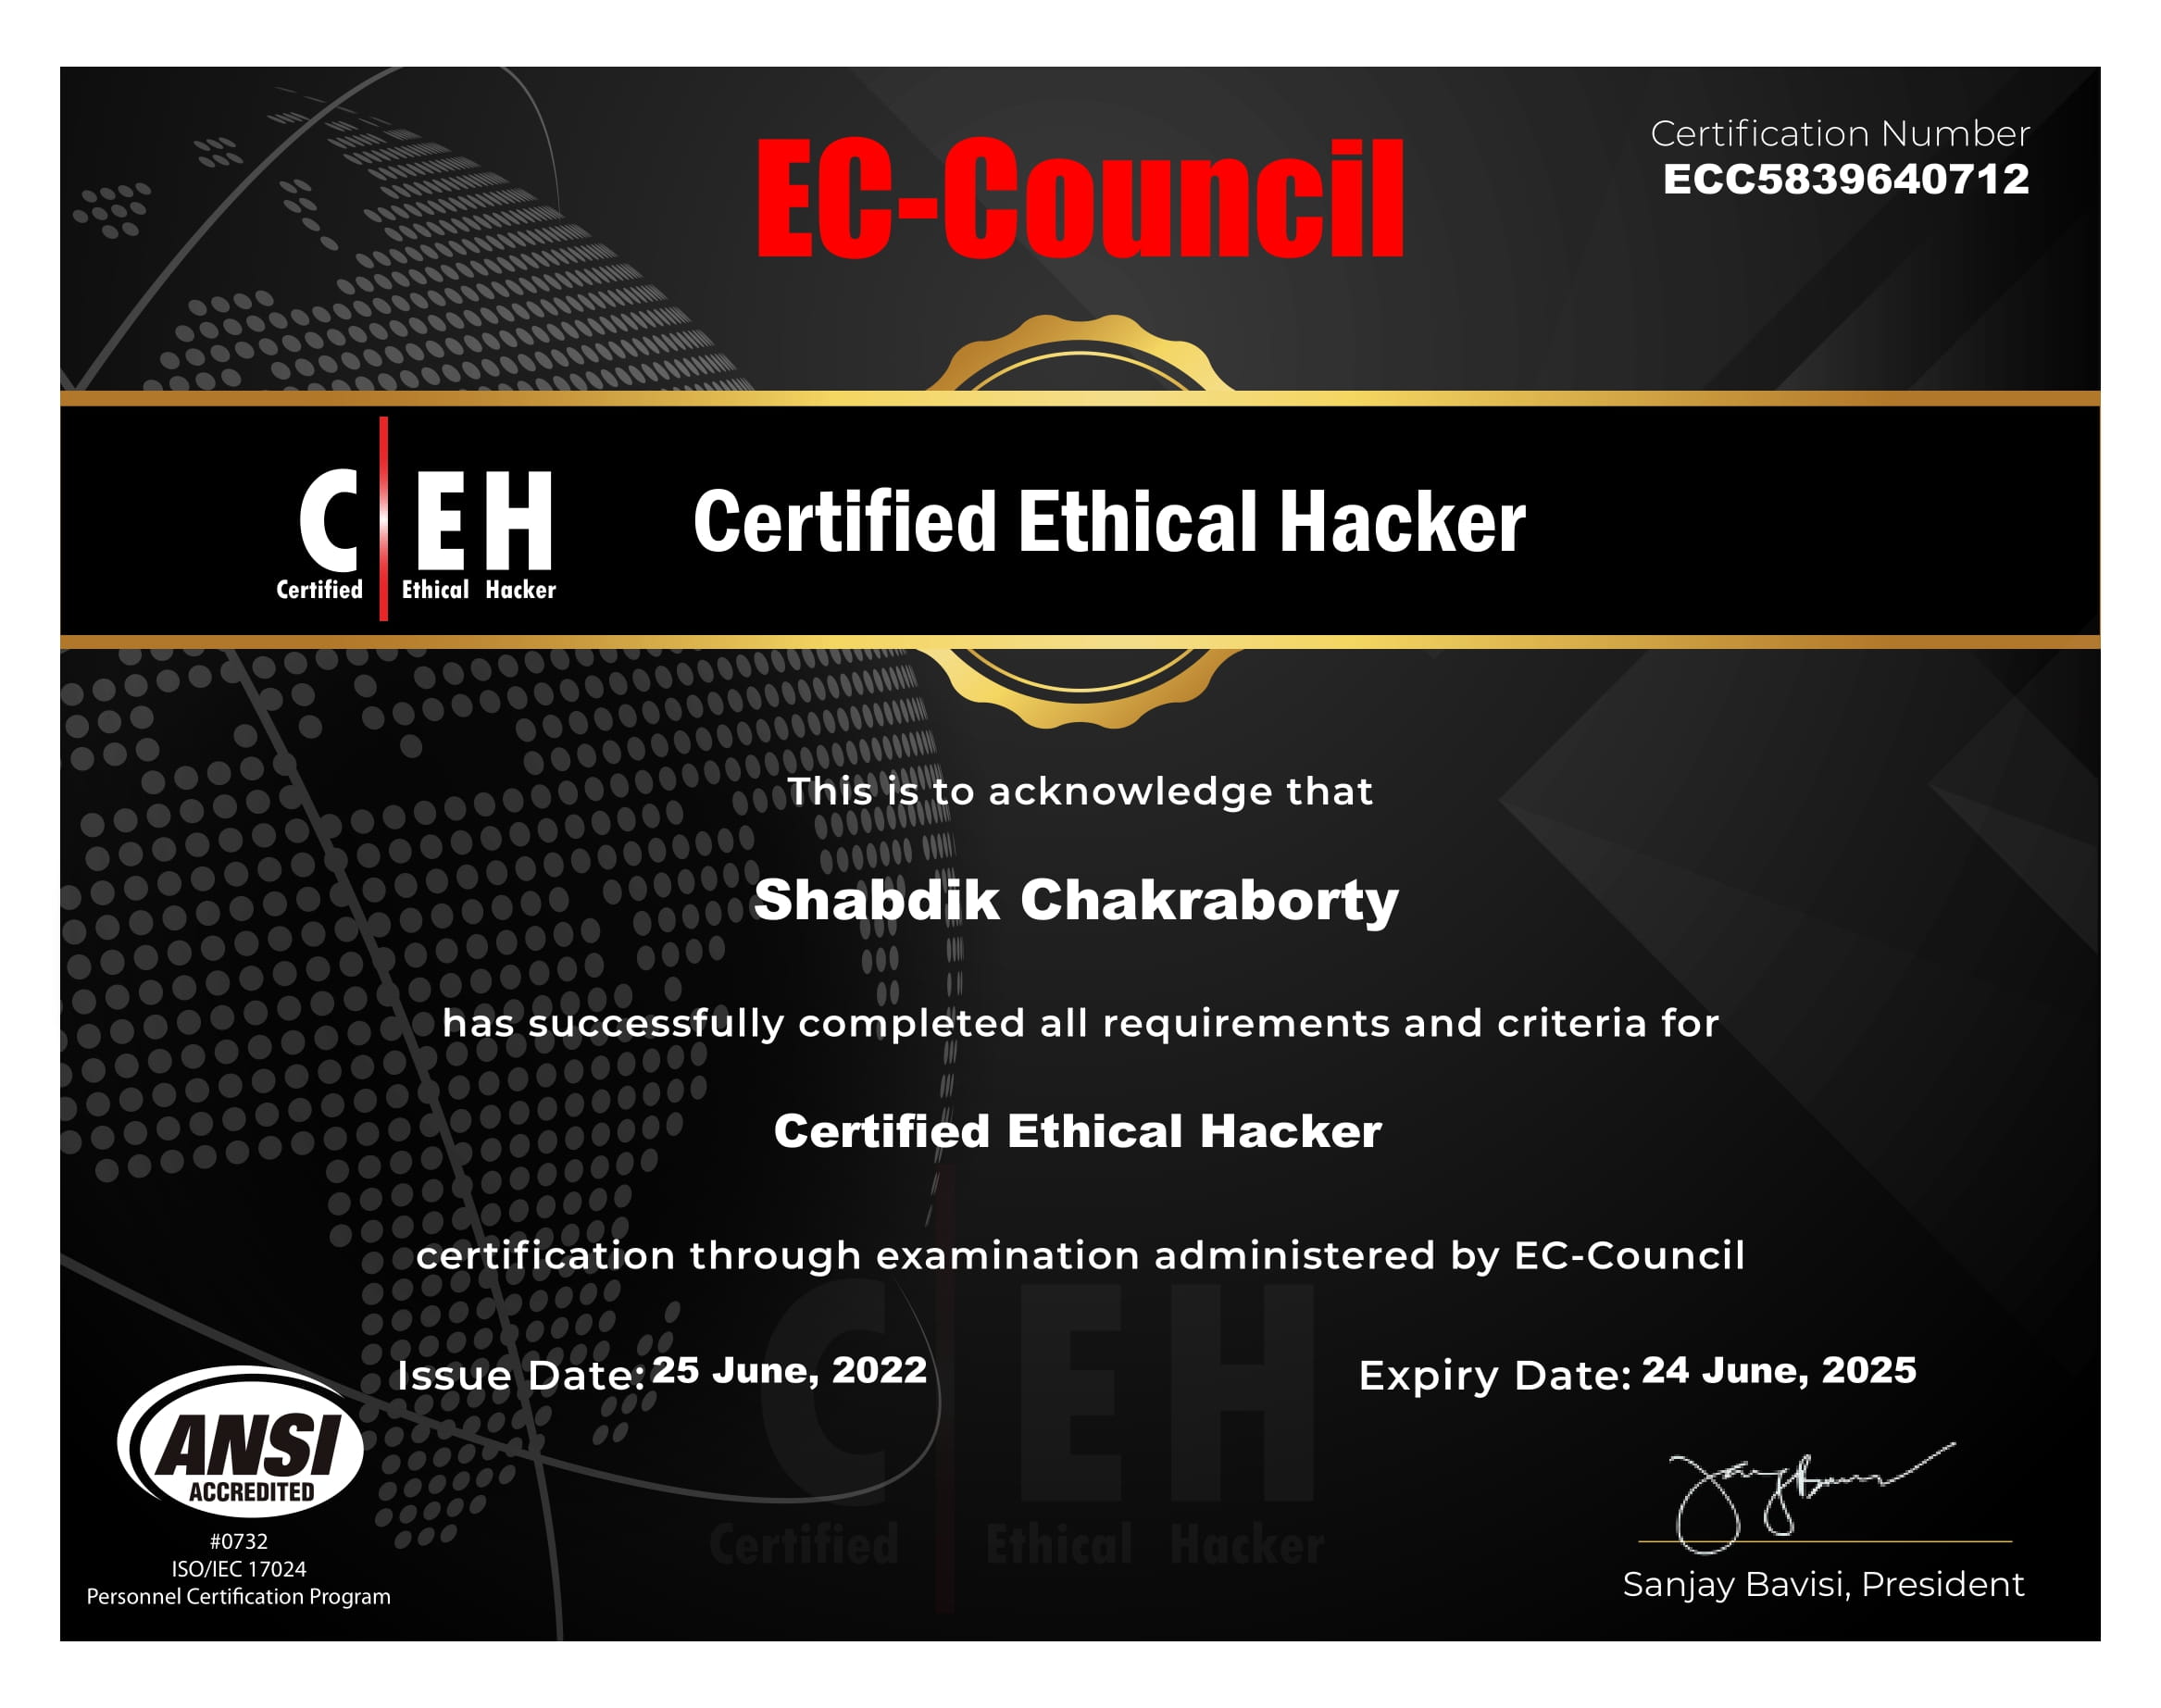 EC-Council
Certification Number
ECC5839640712
C EH
Certified Ethical Hacker
Certified Ethical Hacker
This is to acknowledge that
Shabdik Chakraborty
has successfully completed all requirements and criteria for
Certified Ethical Hacker
certification through examination administered by EC-Council
Issue Date: 25 June, 2022
Expiry Date: 24 June, 2025
C EH
Certified Ethical Hacker
ANSI
ACCREDITED
#0732
ISO/IEC 17024
Personnel Certification Program
Sanjay Bavisi, President